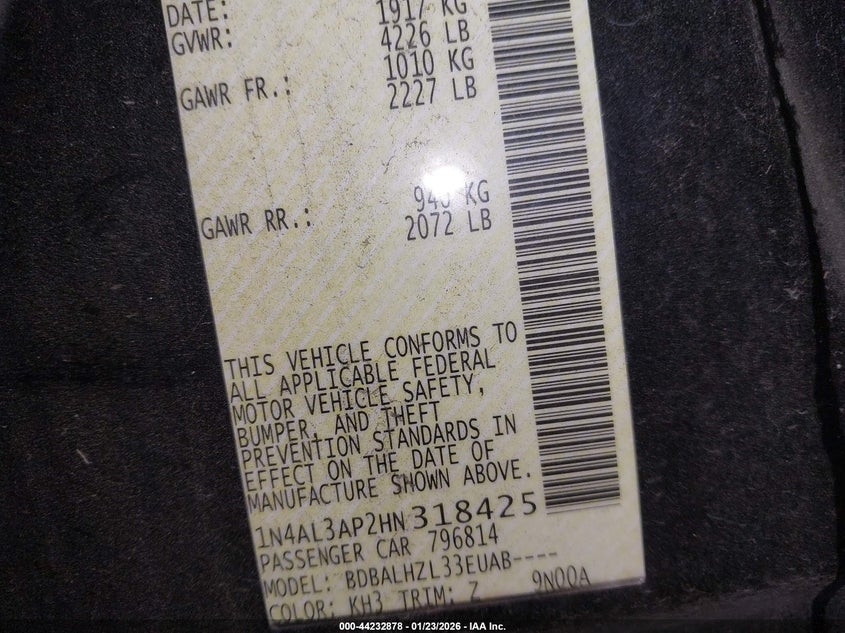 DATE: 1917 KG
GVWR: 4226 LB
1010 KG
GAWR FR.: 2227 LB
KG
GAWR RR.: 2072 LB
THIS VEHICLE CONFORMS TO
ALL APPLICABLE FEDERAL
MOTOR VEHICLE SAFETY,
BUMPER, AND THEFT
PREVENTION STANDARDS IN
EFFECT ON THE DATE OF
MANUFACTURE SHOWN ABOVE.
1N4AL3AP2HN318425
PASSENGER CAR 796814
MODEL: BDBALHZL33EUAB----
COLOR: KH3 TRIM: Z 9N00A
000-44232878 - 01/23/2026 - IAA Inc.